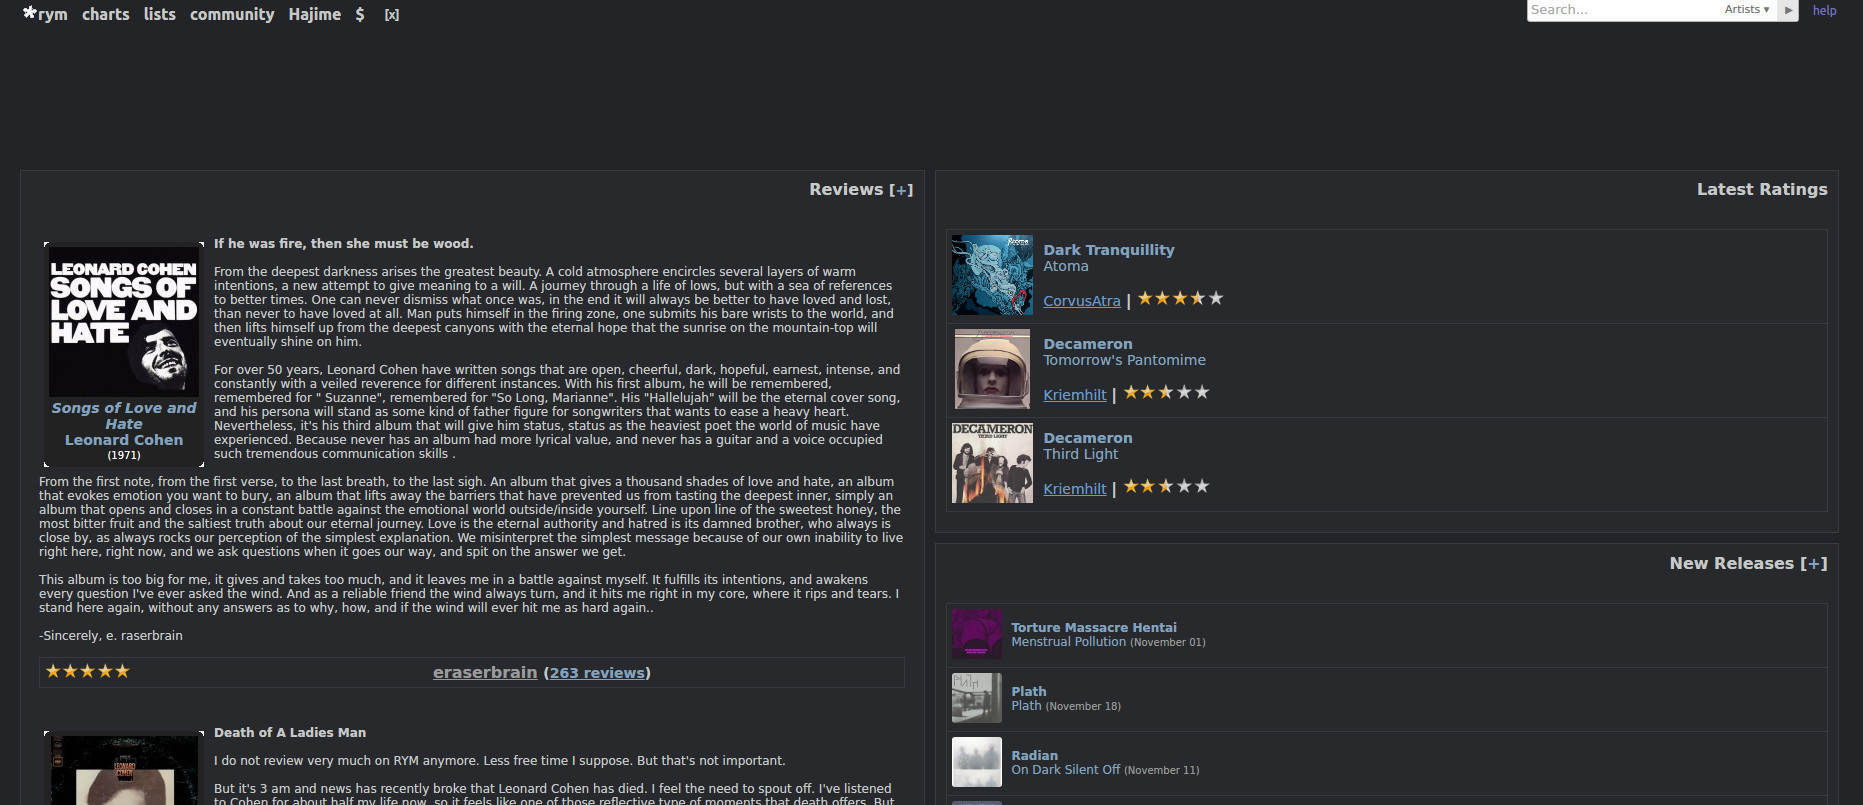 *rym charts lists community Hajime $ [x]
Search... Artists ▾ ▶ help
Reviews [+]
LEONARD COHEN
SONGS OF
LOVE AND
HATE
Songs of Love and
Hate
Leonard Cohen
(1971)
If he was fire, then she must be wood.
From the deepest darkness arises the greatest beauty. A cold atmosphere encircles several layers of warm
intentions, a new attempt to give meaning to a will. A journey through a life of lows, but with a sea of references
to better times. One can never dismiss what once was, in the end it will always be better to have loved and lost,
than never to have loved at all. Man puts himself in the firing zone, one submits his bare wrists to the world, and
then lifts himself up from the deepest canyons with the eternal hope that the sunrise on the mountain-top will
eventually shine on him.
For over 50 years, Leonard Cohen have written songs that are open, cheerful, dark, hopeful, earnest, intense, and
constantly with a veiled reverence for different instances. With his first album, he will be remembered,
remembered for " Suzanne", remembered for "So Long, Marianne". His "Hallelujah" will be the eternal cover song,
and his persona will stand as some kind of father figure for songwriters that wants to ease a heavy heart.
Nevertheless, it's his third album that will give him status, status as the heaviest poet the world of music have
experienced. Because never has an album had more lyrical value, and never has a guitar and a voice occupied
such tremendous communication skills .
From the first note, from the first verse, to the last breath, to the last sigh. An album that gives a thousand shades of love and hate, an album
that evokes emotion you want to bury, an album that lifts away the barriers that have prevented us from tasting the deepest inner, simply an
album that opens and closes in a constant battle against the emotional world outside/inside yourself. Line upon line of the sweetest honey, the
most bitter fruit and the saltiest truth about our eternal journey. Love is the eternal authority and hatred is its damned brother, who always is
close by, as always rocks our perception of the simplest explanation. We misinterpret the simplest message because of our own inability to live
right here, right now, and we ask questions when it goes our way, and spit on the answer we get.
This album is too big for me, it gives and takes too much, and it leaves me in a battle against myself. It fulfills its intentions, and awakens
every question I've ever asked the wind. And as a reliable friend the wind always turn, and it hits me right in my core, where it rips and tears. I
stand here again, without any answers as to why, how, and if the wind will ever hit me as hard again..
-Sincerely, e. raserbrain
eraserbrain (263 reviews)
LEONARD
COHEN
Death of A Ladies Man
I do not review very much on RYM anymore. Less free time I suppose. But that's not important.
But it's 3 am and news has recently broke that Leonard Cohen has died. I feel the need to spout off. I've listened
to Cohen for about half my life now, so it feels like one of those reflective type of moments that death offers. But
Latest Ratings
Atoma
Dark Tranquillity
Atoma
CorvusAtra |
Decameron
Tomorrow's Pantomime
Kriemhilt |
DECAMERON
THIRD LIGHT
Decameron
Third Light
Kriemhilt |
New Releases [+]
Torture Massacre Hentai
Menstrual Pollution (November 01)
Plath
Plath (November 18)
Radian
On Dark Silent Off (November 11)